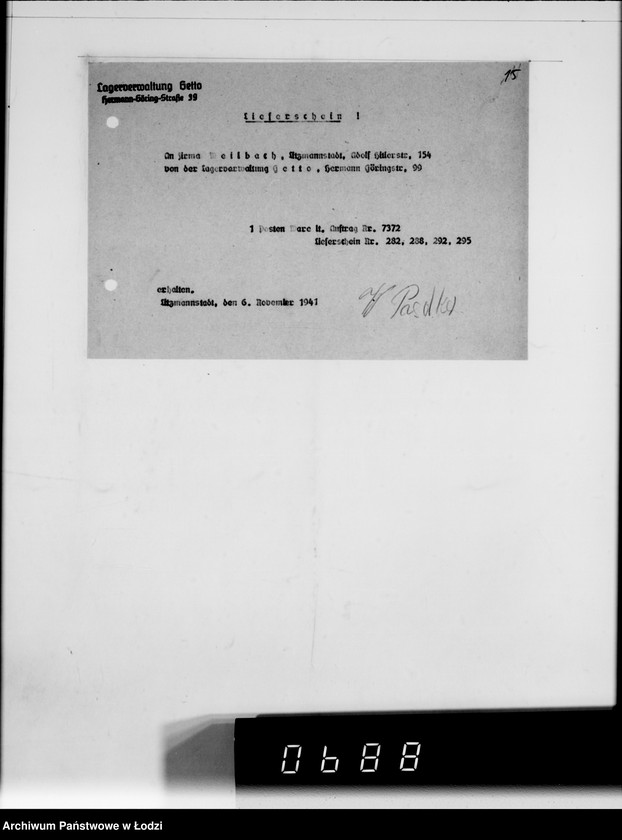 15
Lagerverwaltung Getto
Hermann-Göring-Straße 99
Lieferschein !
An Firma Weilbach, Litzmannstadt, Adolf Hitlerstr, 154
von der Lagerverwaltung Getto, Hermann Göringstr, 99
1 Posten Ware lt. Auftrag Nr. 7372
Lieferschein Nr. 282, 288, 292, 295
erhalten.
Litzmannstadt, den 6. November 1941
0688
Archiwum Państwowe w Łodzi